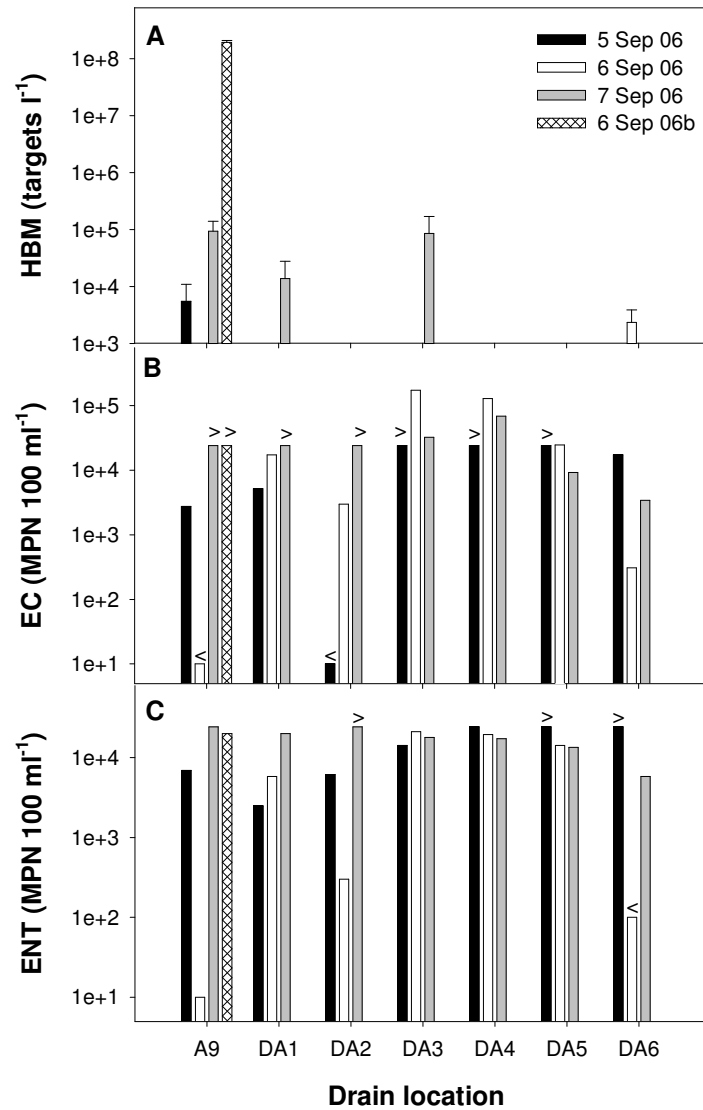 A
5 Sep 06
6 Sep 06
7 Sep 06
6 Sep 06b
HBM (targets l⁻¹)
1e+8
1e+7
1e+6
1e+5
1e+4
1e+3
B
EC (MPN 100 ml⁻¹)
1e+5
1e+4
1e+3
1e+2
1e+1
> > > > > > >
< <
C
ENT (MPN 100 ml⁻¹)
1e+4
1e+3
1e+2
1e+1
> > >
<
A9 DA1 DA2 DA3 DA4 DA5 DA6
Drain location